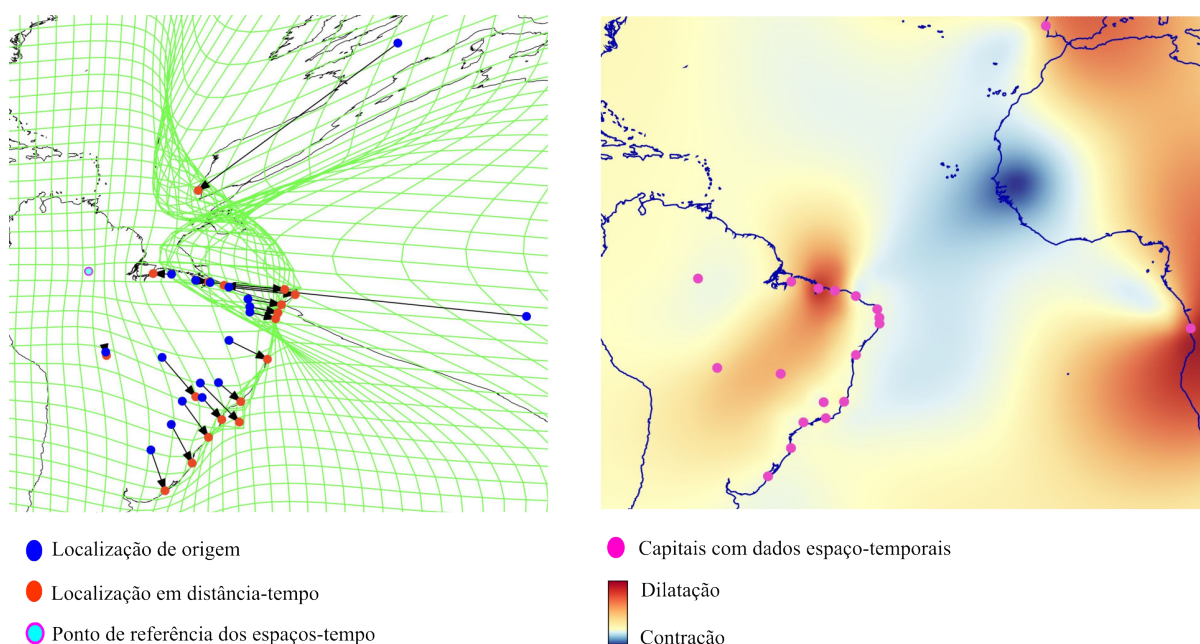 Localização de origem
Localização em distância-tempo
Ponto de referência dos espaços-tempo
Capitais com dados espaço-temporais
Dilatação
Contração